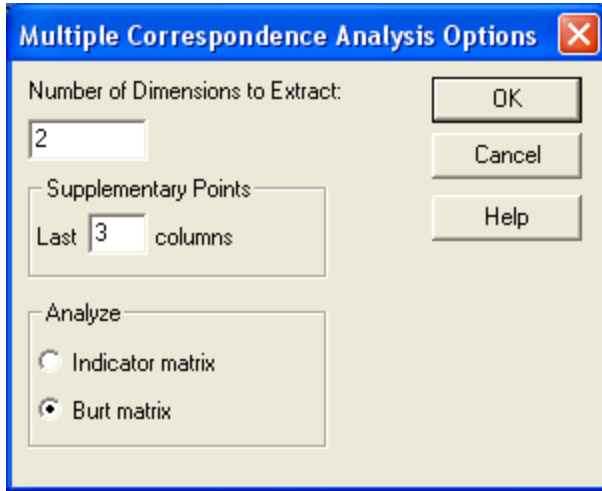 Multiple Correspondence Analysis Options
Number of Dimensions to Extract:
2
OK
Cancel
Help
Supplementary Points
Last 3 columns
Analyze
Indicator matrix
Burt matrix